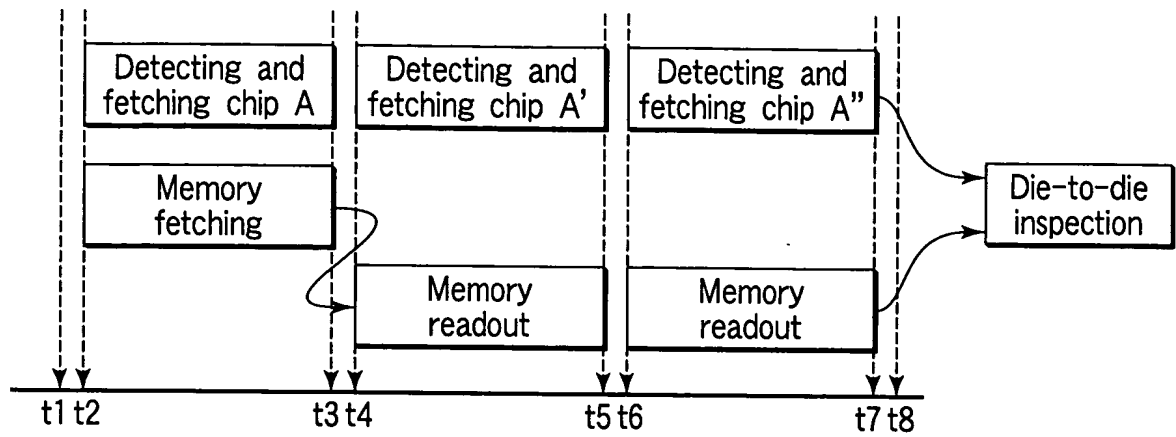 Detecting and
fetching chip A
Detecting and
fetching chip A'
Detecting and
fetching chip A"
Memory
fetching
Die-to-die
inspection
Memory
readout
Memory
readout
t1 t2 t3 t4 t5 t6 t7 t8